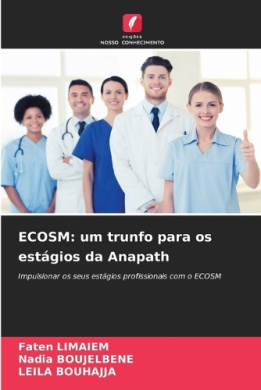 edições
NOSSO CONHECIMENTO
ECOSM: um trunfo para os
estágios da Anapath
Impulsionar os seus estágios profissionais com o ECOSM
Faten LIMAIEM
Nadia BOUJELBENE
LEILA BOUHAJJA